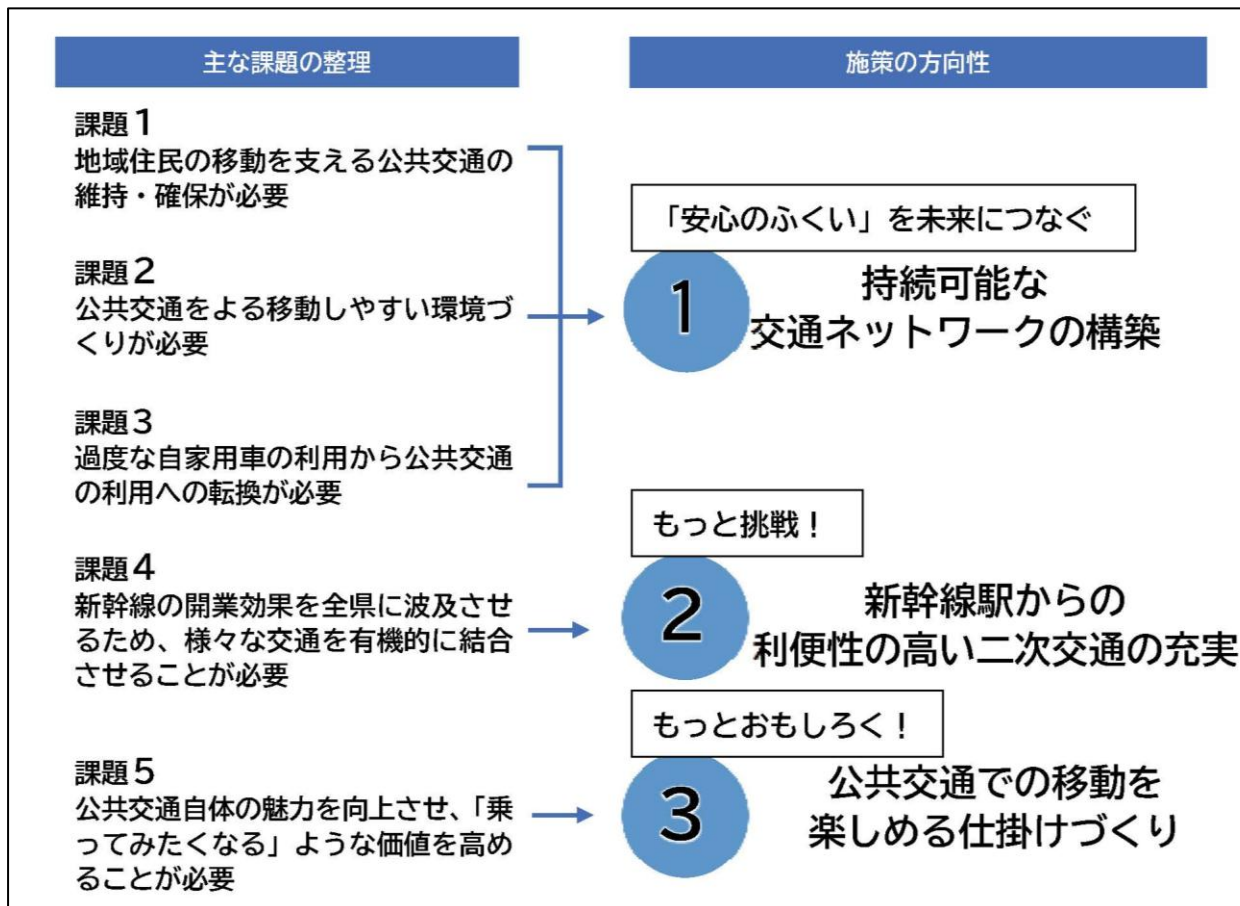 主な課題の整理
課題1
地域住民の移動を支える公共交通の
維持・確保が必要
課題2
公共交通をよる移動しやすい環境づ
くりが必要
課題3
過度な自家用車の利用から公共交通
の利用への転換が必要
課題4
新幹線の開業効果を全県に波及させ
るため、様々な交通を有機的に結合
させることが必要
課題5
公共交通自体の魅力を向上させ、「乗
ってみたくなる」ような価値を高め
ることが必要
施策の方向性
「安心のふくい」を未来につなぐ
1
持続可能な
交通ネットワークの構築
もっと挑戦！
2
新幹線駅からの
利便性の高い二次交通の充実
もっとおもしろく！
3
公共交通での移動を
楽しめる仕掛けづくり